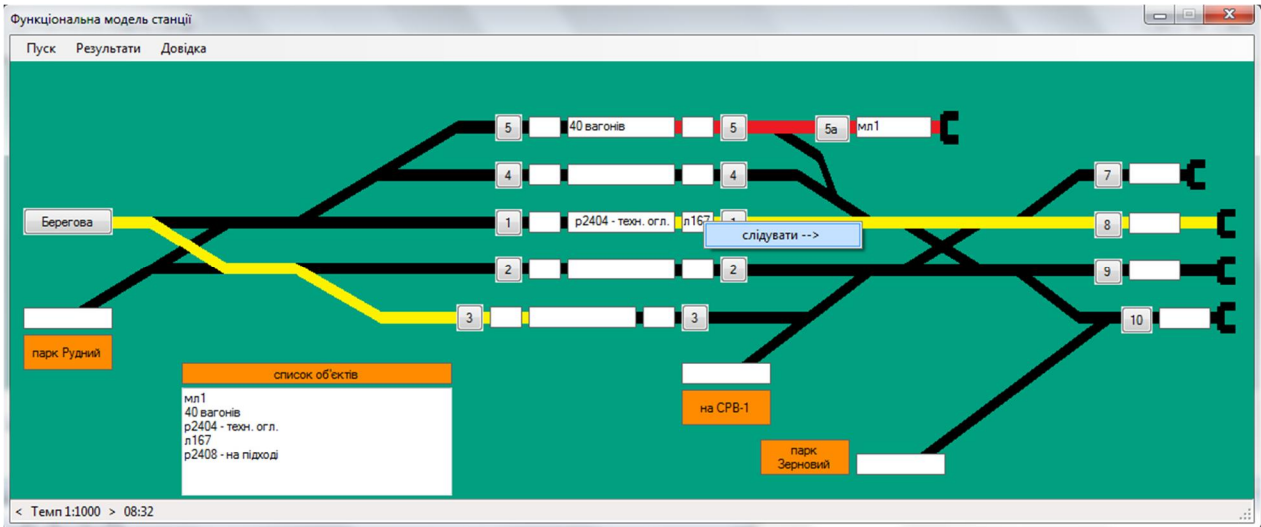 Функціональна модель станції
Пуск Результати Довідка
5 40 вагонів 5 5а мл1
4 4 7
Берегова 1 р2404 - техн. огл. л167 1 8
слідувати -->
2 2 9
3 3 10
парк Рудний
список об'єктів
мл1
40 вагонів
р2404 - техн. огл.
л167
р2408 - на підході
на СРВ-1
парк
Зерновий
< Темп 1:1000 > 08:32